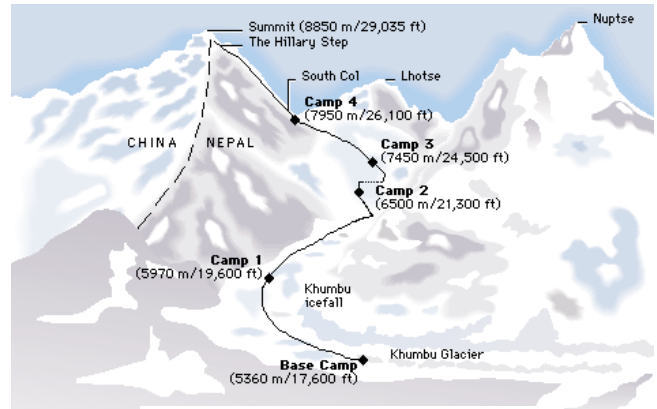 Summit (8850 m/29,035 ft)
The Hillary Step
Nuptse
South Col
Lhotse
Camp 4
(7950 m/26,100 ft)
CHINA
NEPAL
Camp 3
(7450 m/24,500 ft)
Camp 2
(6500 m/21,300 ft)
Camp 1
(5970 m/19,600 ft)
Khumbu
icefall
Khumbu Glacier
Base Camp
(5360 m/17,600 ft)